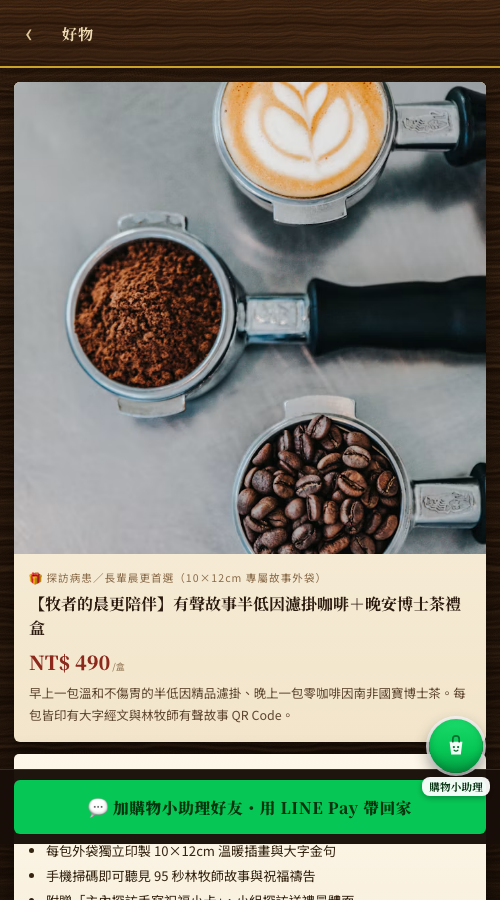 好物
🎁 探訪病患／長輩晨更首選（10×12cm 專屬故事外袋）
【牧者的晨更陪伴】有聲故事半低因濾掛咖啡＋晚安博士茶禮
盒
NT$ 490 /盒
早上一包溫和不傷胃的半低因精品濾掛、晚上一包零咖啡因南非國寶博士茶。每
包皆印有大字經文與林牧師有聲故事 QR Code。
購物小助理
💬 加購物小助理好友・用 LINE Pay 帶回家
每包外袋獨立印製 10×12cm 溫暖插畫與大字金句
手機掃碼即可聽見 95 秒林牧師故事與祝福禱告